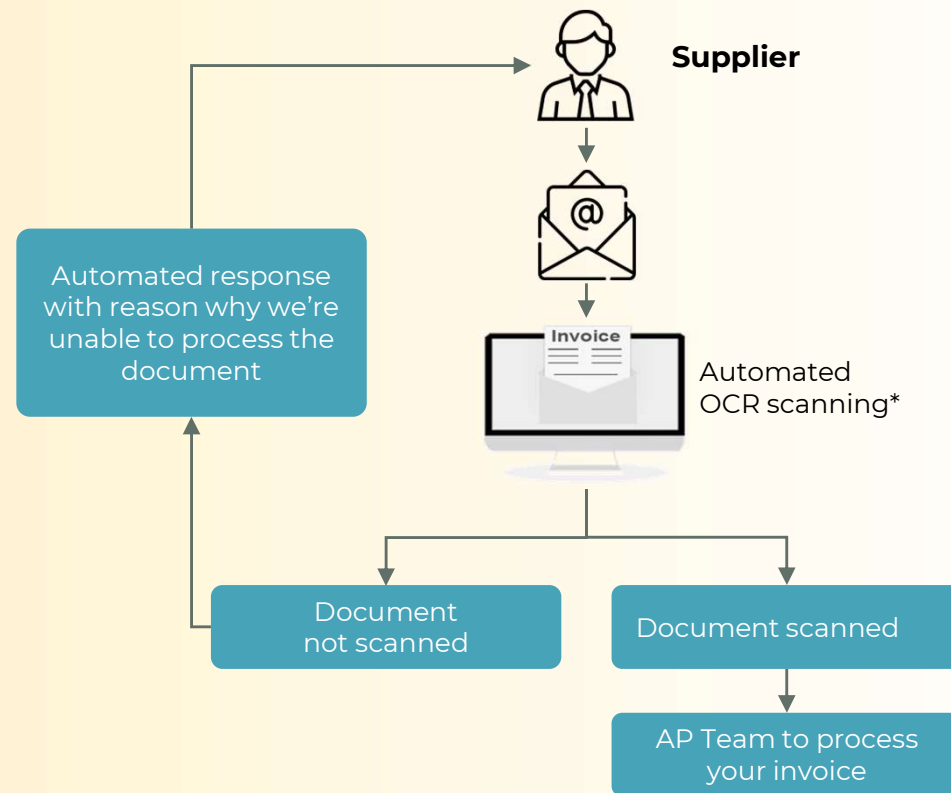 Supplier
@
Invoice
Automated
OCR scanning*
Automated response
with reason why we’re
unable to process the
document
Document
not scanned
Document scanned
AP Team to process
your invoice